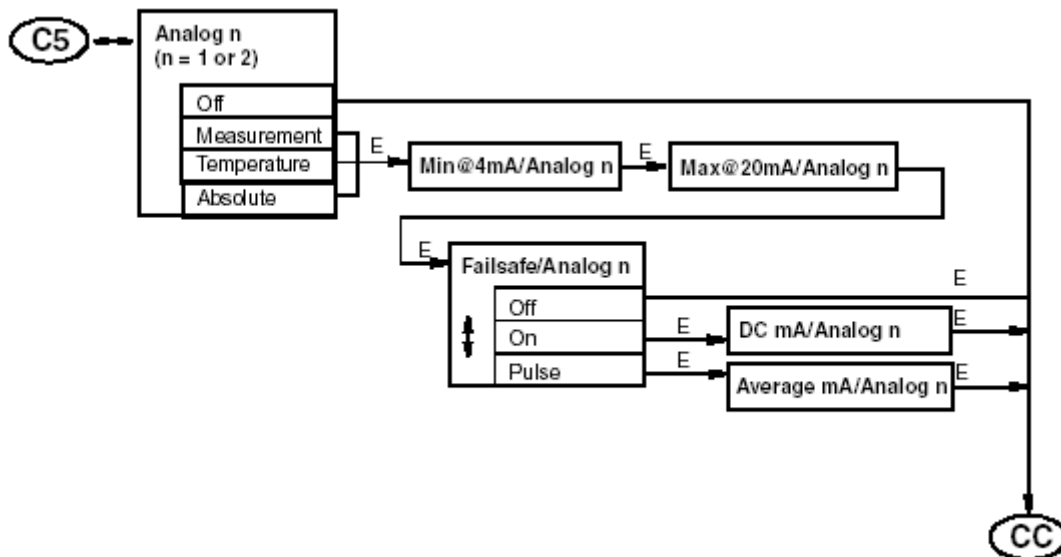 C5
Analog n
(n = 1 or 2)
Off
Measurement
Temperature
Absolute
E
Min@4mA/Analog n
E
Max@20mA/Analog n
E
Failsafe/Analog n
Off
On
Pulse
E
E
DC mA/Analog n
E
E
Average mA/Analog n
E
CC